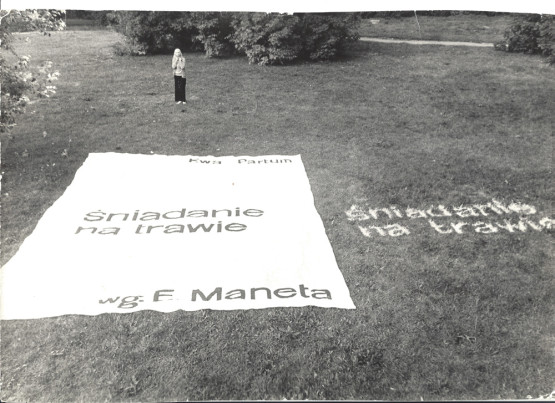 Ewa Partum
Śniadanie
na trawie
wg. E. Maneta
Śniadanie
na trawie